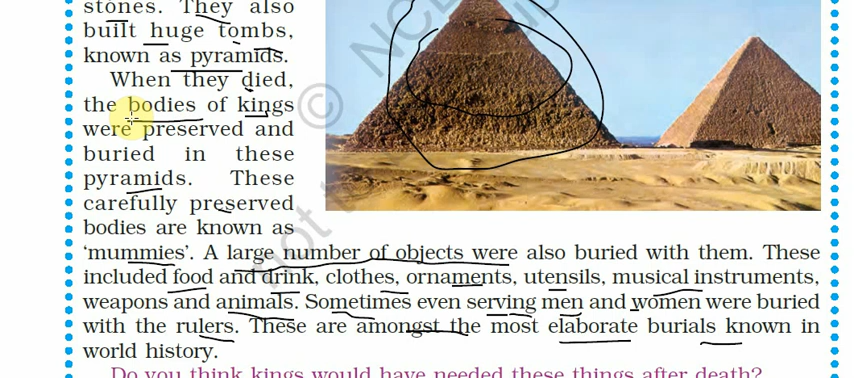 stones. They also
built huge tombs,
known as pyramids.
When they died,
the bodies of kings
were preserved and
buried in these
pyramids. These
carefully preserved
bodies are known as
‘mummies’. A large number of objects were also buried with them. These
included food and drink, clothes, ornaments, utensils, musical instruments,
weapons and animals. Sometimes even serving men and women were buried
with the rulers. These are amongst the most elaborate burials known in
world history.
Do you think kings would have needed these things after death?
© NCE
not